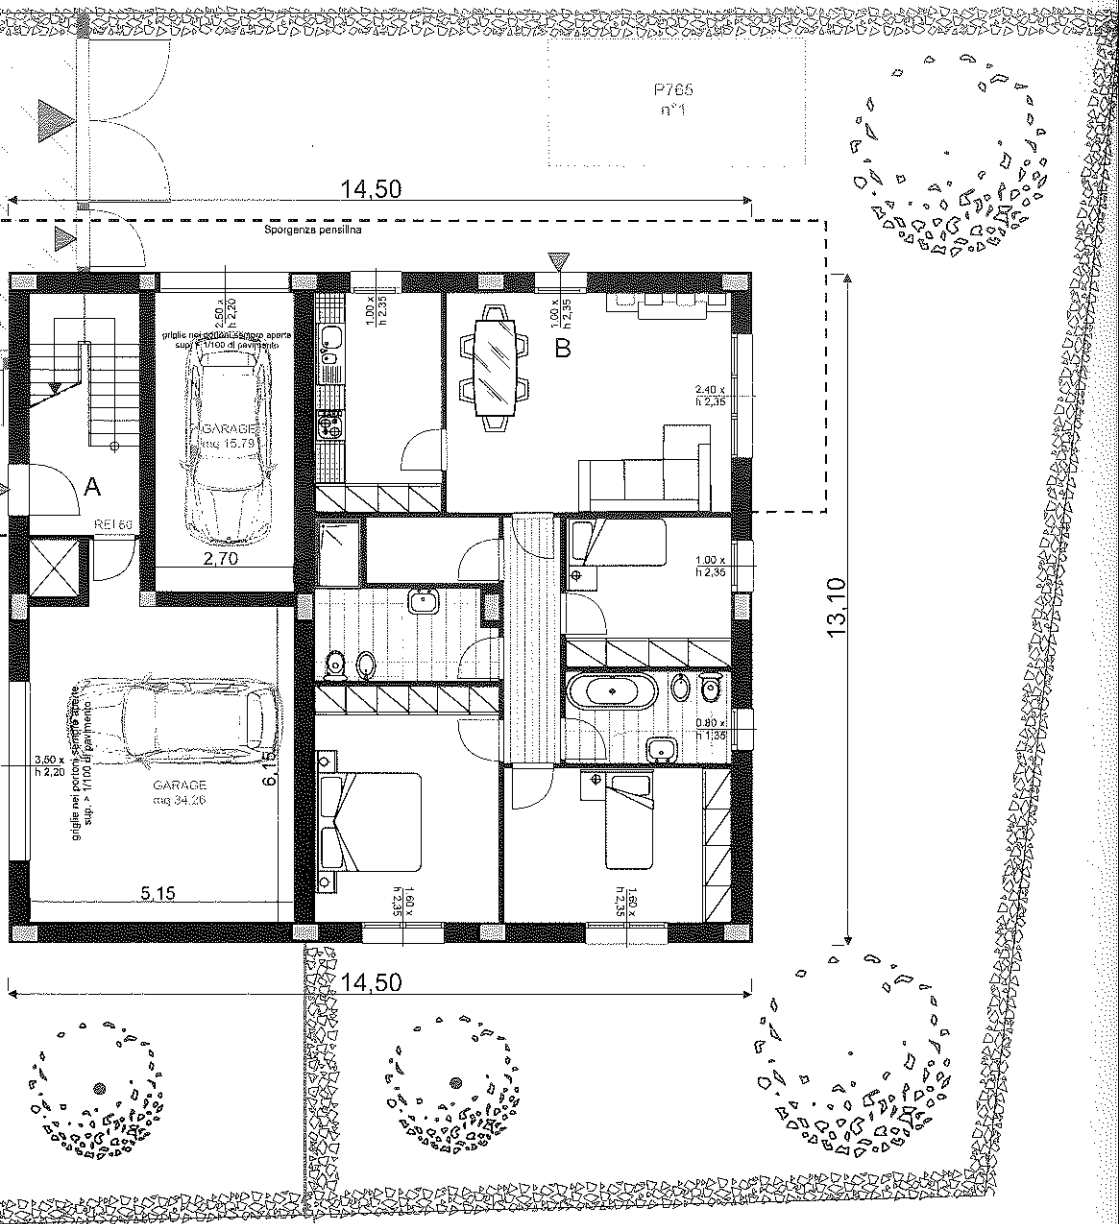 P765
n°1
14,50
Sporgenza pensilina
2,50 x
h 2,20
1.00 x
h 2,35
1.00 x
h 2,35
griglie nei portoni sempre aperte
sup. > 1/100 di pavimento
B
2.40 x
h 2,35
GARAGE
mq 15.79
A
REI 60
2,70
1.00 x
h 2,35
13,10
0.80 x
h 1,35
3,50 x
h 2,20
griglie nei portoni sempre aperte
sup. > 1/100 di pavimento
6,15
GARAGE
mq 34.26
5,15
1.60 x
h 2,35
1.60 x
h 2,35
14,50